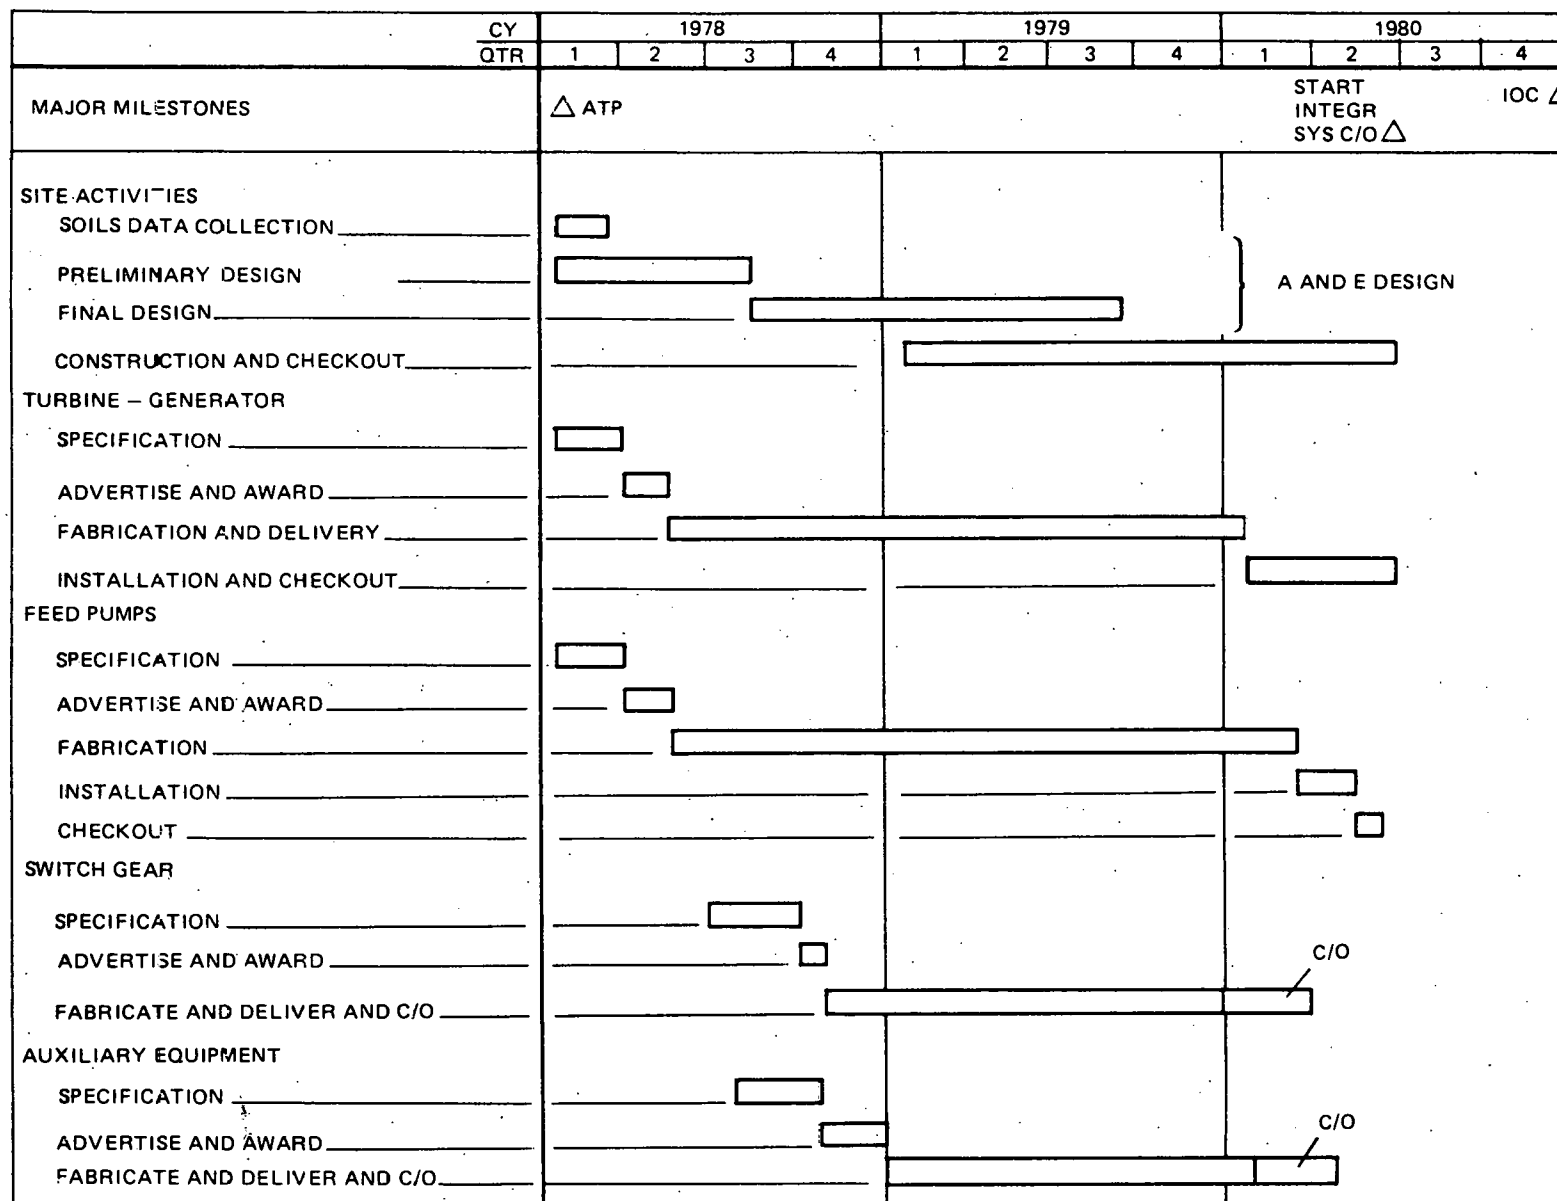 CY 1978 1979 1980
QTR 1 2 3 4 1 2 3 4 1 2 3 4
MAJOR MILESTONES
△ ATP
START
INTEGR
SYS C/O △
IOC △
SITE ACTIVITIES
SOILS DATA COLLECTION
PRELIMINARY DESIGN
A AND E DESIGN
FINAL DESIGN
CONSTRUCTION AND CHECKOUT
TURBINE – GENERATOR
SPECIFICATION
ADVERTISE AND AWARD
FABRICATION AND DELIVERY
INSTALLATION AND CHECKOUT
FEED PUMPS
SPECIFICATION
ADVERTISE AND AWARD
FABRICATION
INSTALLATION
CHECKOUT
SWITCH GEAR
SPECIFICATION
ADVERTISE AND AWARD
C/O
FABRICATE AND DELIVER AND C/O
AUXILIARY EQUIPMENT
SPECIFICATION
ADVERTISE AND AWARD
C/O
FABRICATE AND DELIVER AND C/O